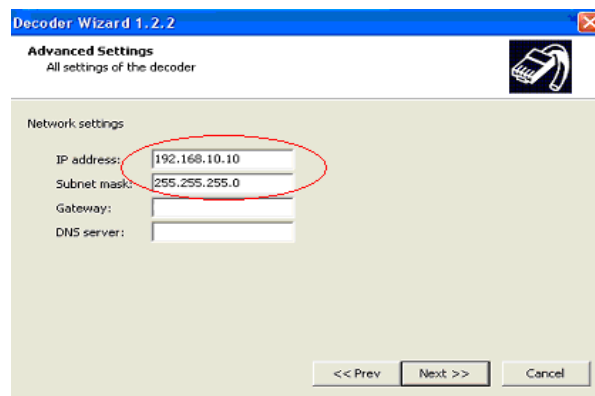 Decoder Wizard 1.2.2
Advanced Settings
All settings of the decoder
Network settings
IP address: 192.168.10.10
Subnet mask: 255.255.255.0
Gateway:
DNS server:
<< Prev Next >> Cancel